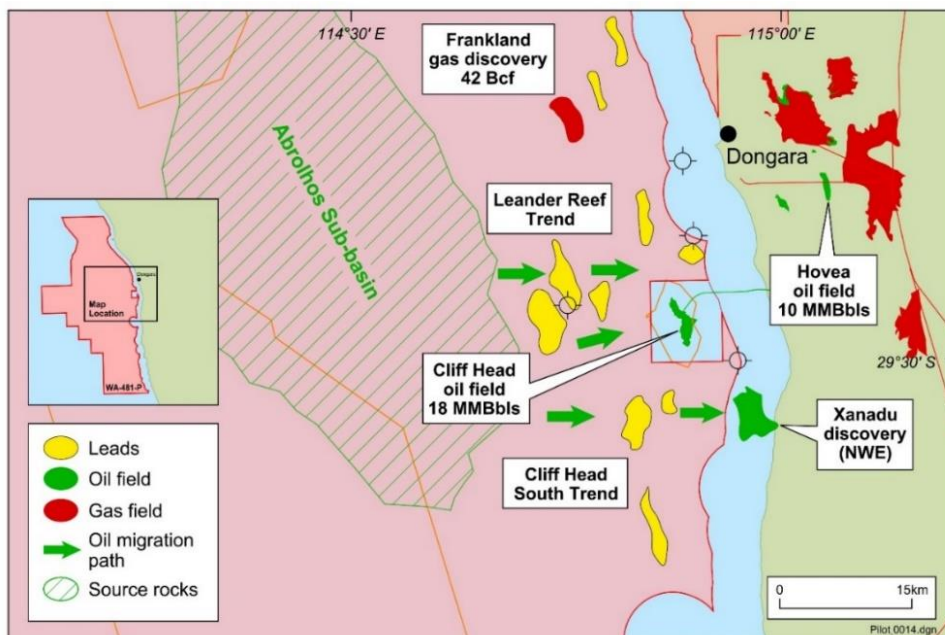 114°30' E
115°00' E
Frankland
gas discovery
42 Bcf
Dongara
Abrolhos Sub-basin
Leander Reef
Trend
Hovea
oil field
10 MMBbls
29°30' S
Cliff Head
oil field
18 MMBbls
Xanadu
discovery
(NWE)
Cliff Head
South Trend
Dongara
Map
Location
WA-481-P
Leads
Oil field
Gas field
Oil migration
path
Source rocks
0 15km
Pilot 0014.dgn